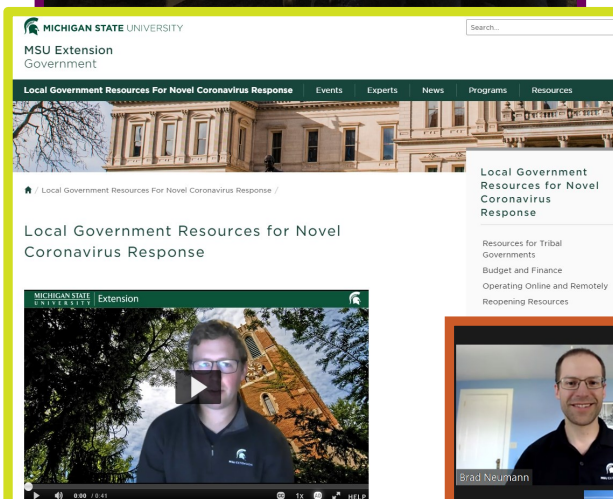 MICHIGAN STATE UNIVERSITY
Search...
MSU Extension
Government
Local Government Resources For Novel Coronavirus Response Events Experts News Programs Resources
/ Local Government Resources For Novel Coronavirus Response /
Local Government
Resources for Novel
Coronavirus
Response
Resources for Tribal
Governments
Budget and Finance
Operating Online and Remotely
Reopening Resources
Local Government Resources for Novel
Coronavirus Response
MICHIGAN STATE
UNIVERSITY
Extension
0:00 / 0:41
1x
HELP
Brad Neumann